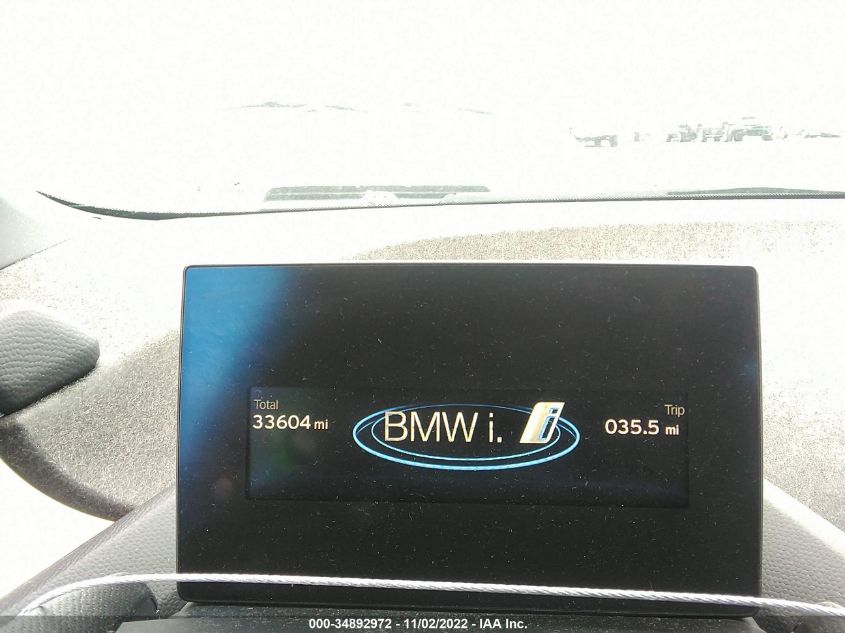 Total
33604 mi
BMW i. i
Trip
035.5 mi
000-34892972 - 11/02/2022 - IAA Inc.